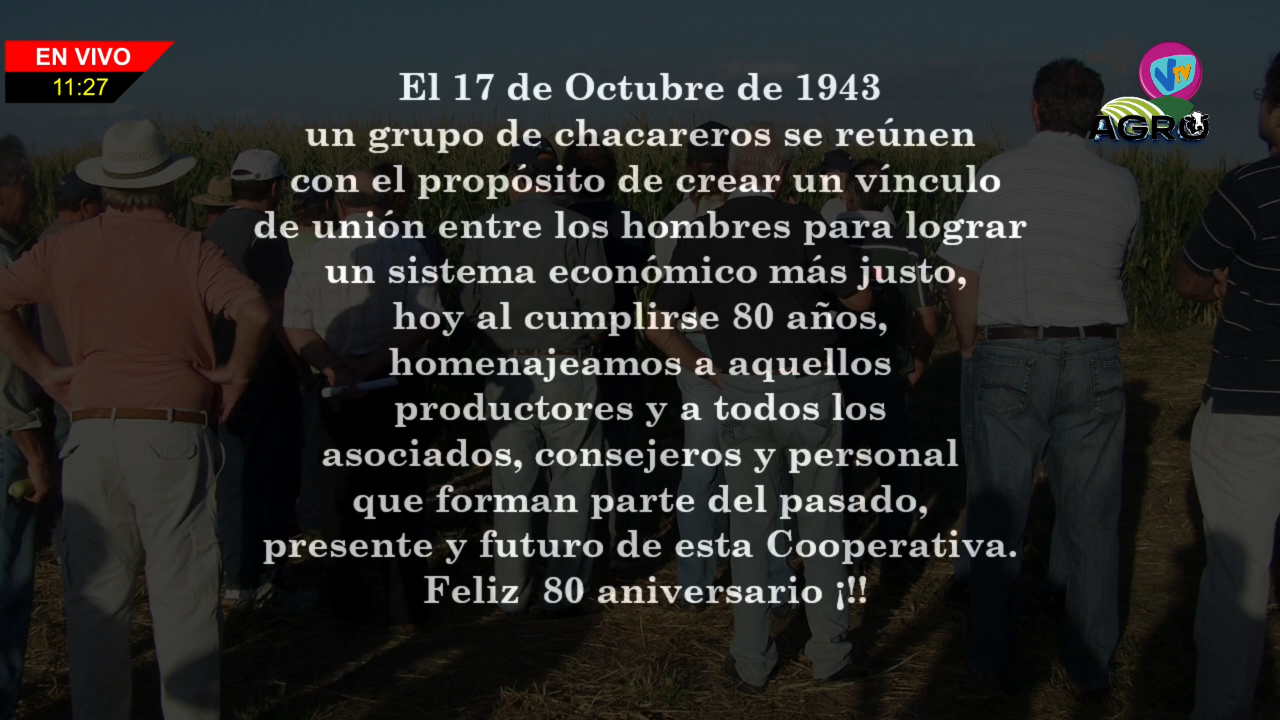 EN VIVO
11:27
VTV
AGRO
El 17 de Octubre de 1943
un grupo de chacareros se reúnen
con el propósito de crear un vínculo
de unión entre los hombres para lograr
un sistema económico más justo,
hoy al cumplirse 80 años,
homenajeamos a aquellos
productores y a todos los
asociados, consejeros y personal
que forman parte del pasado,
presente y futuro de esta Cooperativa.
Feliz  80 aniversario ¡!!